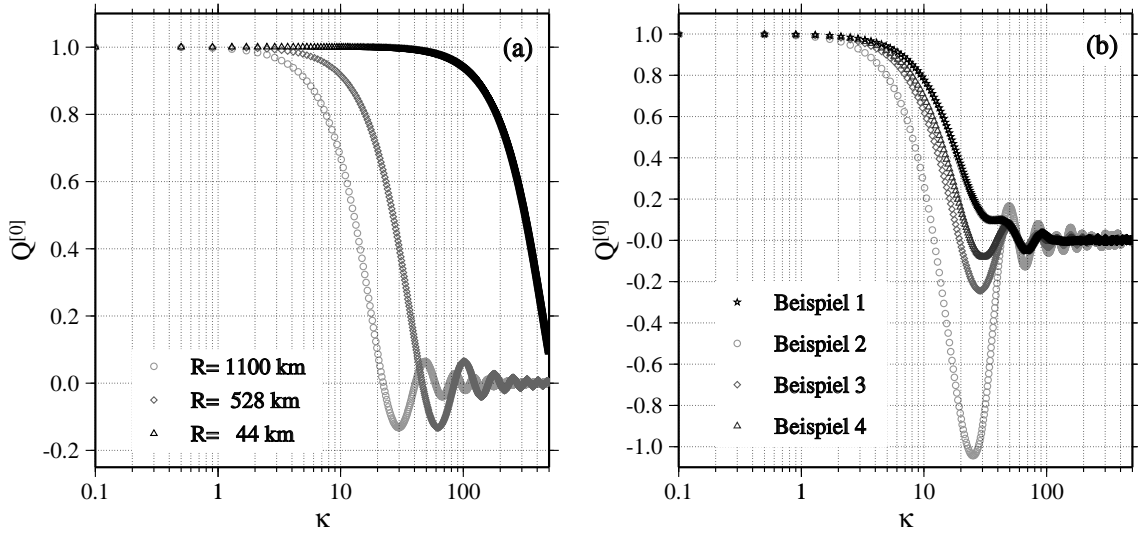 (a)
1.0
0.8
0.6
0.4
0.2
0.0
-0.2
Q[0]
R= 1100 km
R= 528 km
R= 44 km
0.1 1 10 100
κ
(b)
1.0
0.8
0.6
0.4
0.2
-0.0
-0.2
-0.4
-0.6
-0.8
-1.0
Q[0]
Beispiel 1
Beispiel 2
Beispiel 3
Beispiel 4
0.1 1 10 100
κ